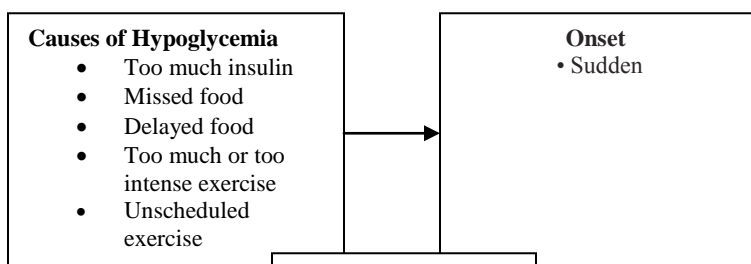 Causes of Hypoglycemia
• Too much insulin
• Missed food
• Delayed food
• Too much or too
intense exercise
• Unscheduled
exercise
Onset
• Sudden